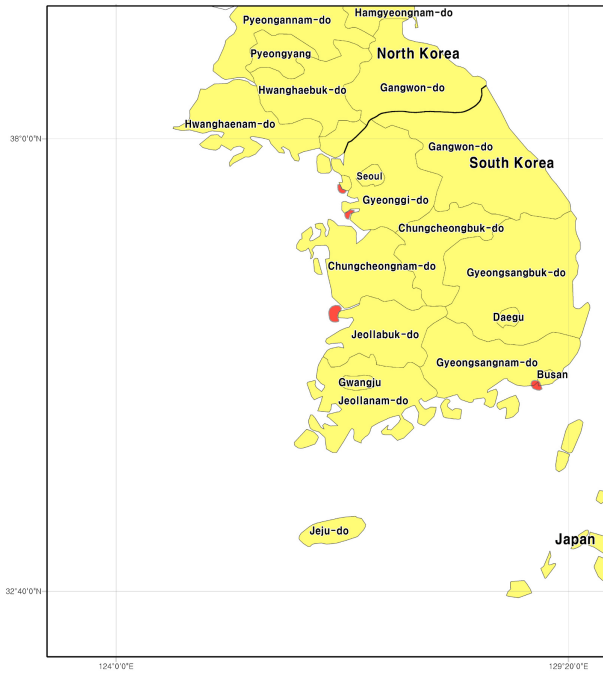 Hamgyeongnam-do
Pyeongannam-do
Pyeongyang
North Korea
Hwanghaebuk-do
Gangwon-do
Hwanghaenam-do
38°0'0"N
Gangwon-do
South Korea
Seoul
Gyeonggi-do
Chungcheongbuk-do
Chungcheongnam-do
Gyeongsangbuk-do
Daegu
Jeollabuk-do
Gyeongsangnam-do
Busan
Gwangju
Jeollanam-do
Jeju-do
Japan
32°40'0"N
124°0'0"E
129°20'0"E